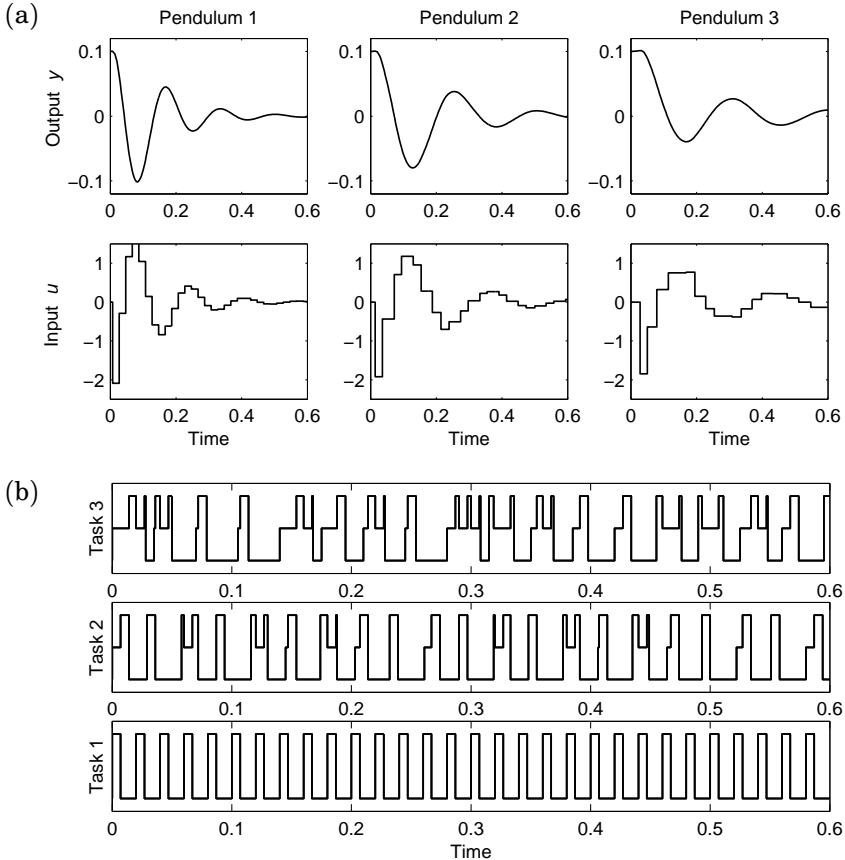 (a)
Pendulum 1 Pendulum 2 Pendulum 3
Output y
0.1 0.1 0.1
0 0 0
−0.1 −0.1 −0.1
0 0.2 0.4 0.6 0 0.2 0.4 0.6 0 0.2 0.4 0.6
Input u
1 1 1
0 0 0
−1 −1 −1
−2 −2 −2
0 0.2 0.4 0.6 0 0.2 0.4 0.6 0 0.2 0.4 0.6
Time Time Time
(b)
Task 3
0 0.1 0.2 0.3 0.4 0.5 0.6
Task 2
0 0.1 0.2 0.3 0.4 0.5 0.6
Task 1
0 0.1 0.2 0.3 0.4 0.5 0.6
Time